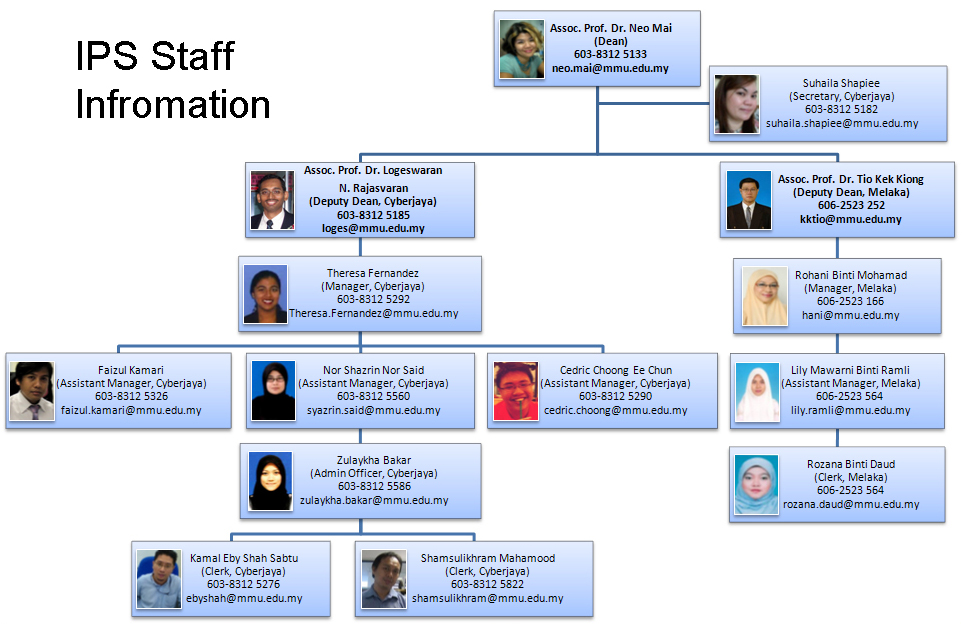 IPS Staff
Infromation
Assoc. Prof. Dr. Neo Mai
(Dean)
603-8312 5133
neo.mai@mmu.edu.my
Suhaila Shapiee
(Secretary, Cyberjaya)
603-8312 5182
suhaila.shapiee@mmu.edu.my
Assoc. Prof. Dr. Logeswaran
N. Rajasvaran
(Deputy Dean, Cyberjaya)
603-8312 5185
loges@mmu.edu.my
Assoc. Prof. Dr. Tio Kek Kiong
(Deputy Dean, Melaka)
606-2523 252
kktio@mmu.edu.my
Theresa Fernandez
(Manager, Cyberjaya)
603-8312 5292
Theresa.Fernandez@mmu.edu.my
Rohani Binti Mohamad
(Manager, Melaka)
606-2523 166
hani@mmu.edu.my
Faizul Kamari
(Assistant Manager, Cyberjaya)
603-8312 5326
faizul.kamari@mmu.edu.my
Nor Shazrin Nor Said
(Assistant Manager, Cyberjaya)
603-8312 5560
syazrin.said@mmu.edu.my
Cedric Choong Ee Chun
(Assistant Manager, Cyberjaya)
603-8312 5290
cedric.choong@mmu.edu.my
Lily Mawarni Binti Ramli
(Assistant Manager, Melaka)
606-2523 564
lily.ramli@mmu.edu.my
Zulaykha Bakar
(Admin Officer, Cyberjaya)
603-8312 5586
zulaykha.bakar@mmu.edu.my
Rozana Binti Daud
(Clerk, Melaka)
606-2523 564
rozana.daud@mmu.edu.my
Kamal Eby Shah Sabtu
(Clerk, Cyberjaya)
603-8312 5276
ebyshah@mmu.edu.my
Shamsulikhram Mahamood
(Clerk, Cyberjaya)
603-8312 5822
shamsulikhram@mmu.edu.my